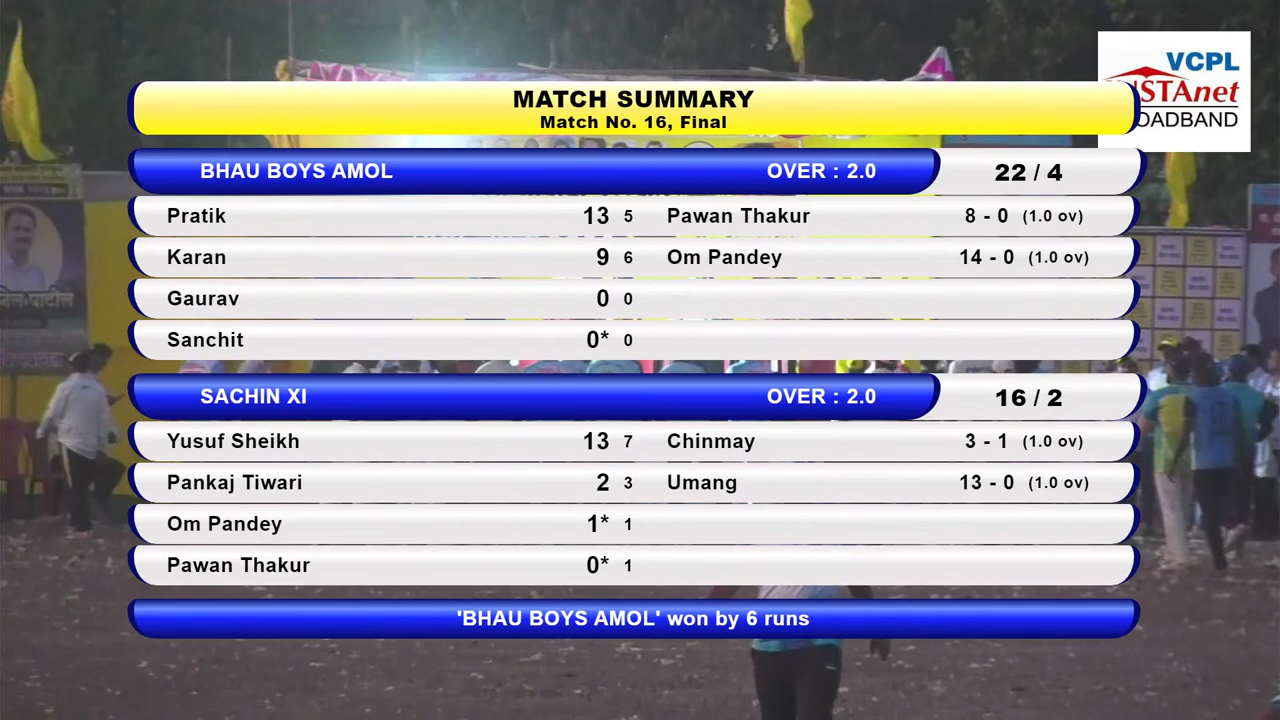 VCPL
STAnet
OADBAND
MATCH SUMMARY
Match No. 16, Final
BHAU BOYS AMOL OVER : 2.0 22 / 4
Pratik 13 5 Pawan Thakur 8 - 0 (1.0 ov)
Karan 9 6 Om Pandey 14 - 0 (1.0 ov)
Gaurav 0 0
Sanchit 0* 0
SACHIN XI OVER : 2.0 16 / 2
Yusuf Sheikh 13 7 Chinmay 3 - 1 (1.0 ov)
Pankaj Tiwari 2 3 Umang 13 - 0 (1.0 ov)
Om Pandey 1* 1
Pawan Thakur 0* 1
'BHAU BOYS AMOL' won by 6 runs